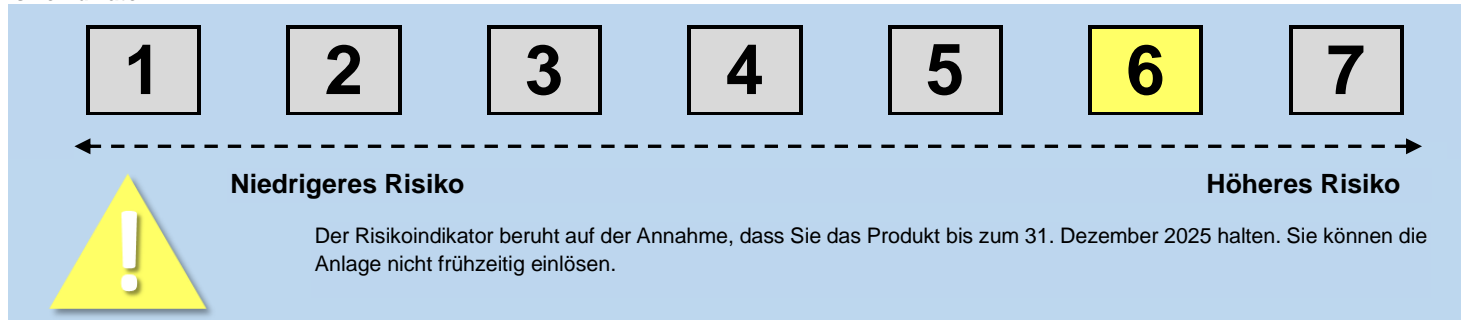 1 2 3 4 5 6 7
Niedrigeres Risiko Höheres Risiko
!
Der Risikoindikator beruht auf der Annahme, dass Sie das Produkt bis zum 31. Dezember 2025 halten. Sie können die
Anlage nicht frühzeitig einlösen.